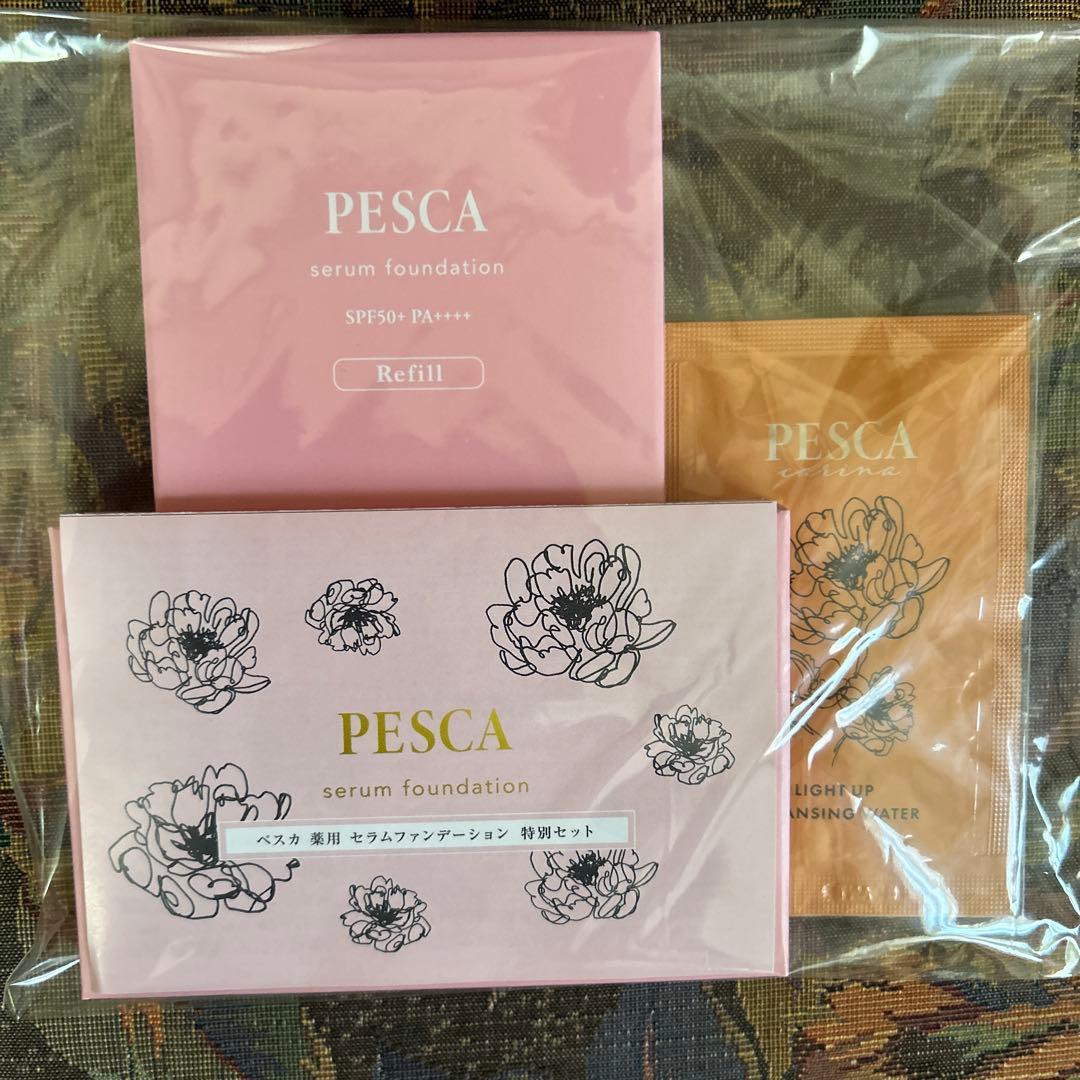 PESCA
serum foundation
SPF50+ PA++++
Refill
PESCA
carina
LIGHT UP
ANSING WATER
PESCA
serum foundation
ペスカ 薬用 セラムファンデーション 特別セット